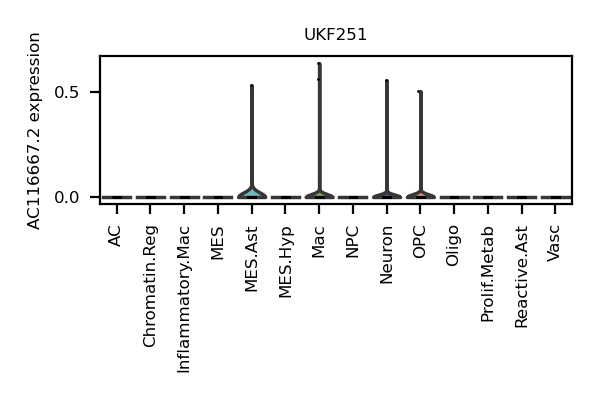 UKF251
AC116667.2 expression
0.5
0.0
AC
Chromatin.Reg
Inflammatory.Mac
MES
MES.Ast
MES.Hyp
Mac
NPC
Neuron
OPC
Oligo
Prolif.Metab
Reactive.Ast
Vasc